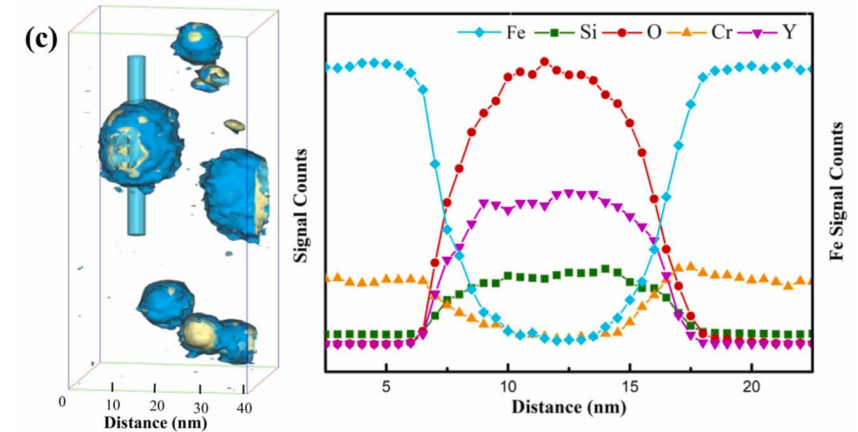 (c)
0 10 20 30 40
Distance (nm)
Signal Counts
Fe Si O Cr Y
5 10 15 20
Distance (nm)
Fe Signal Counts